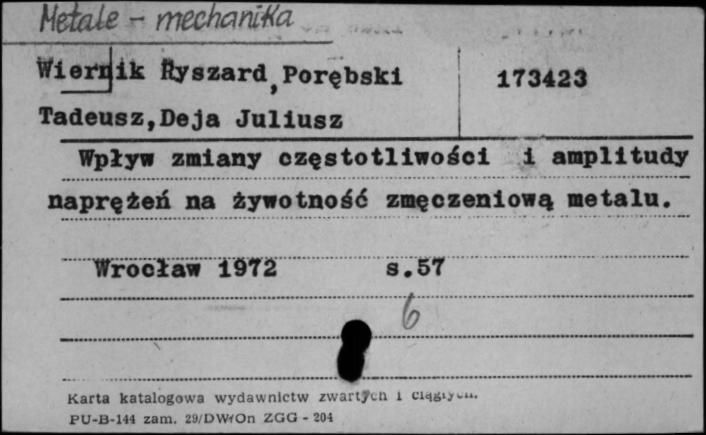 Metale - mechanika
Wiernik Ryszard, Porębski 173423
Tadeusz, Deja Juliusz
Wpływ zmiany częstotliwości i amplitudy
naprężeń na żywotność zmęczeniową metalu.
Wrocław 1972 s.57
6
Karta katalogowa wydawnictw zwartych i ciągłych.
PU-B-144 zam. 29/DWrOn ZGG - 204